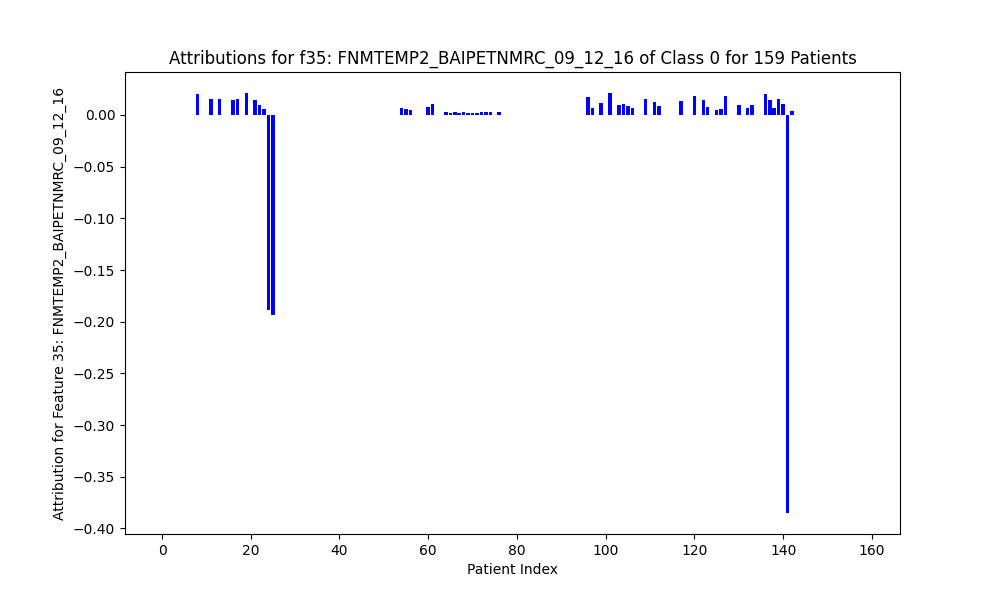 Attributions for f35: FNMTEMP2_BAIPETNMRC_09_12_16 of Class 0 for 159 Patients
Attribution for Feature 35: FNMTEMP2_BAIPETNMRC_09_12_16
0.00
−0.05
−0.10
−0.15
−0.20
−0.25
−0.30
−0.35
−0.40
0 20 40 60 80 100 120 140 160
Patient Index